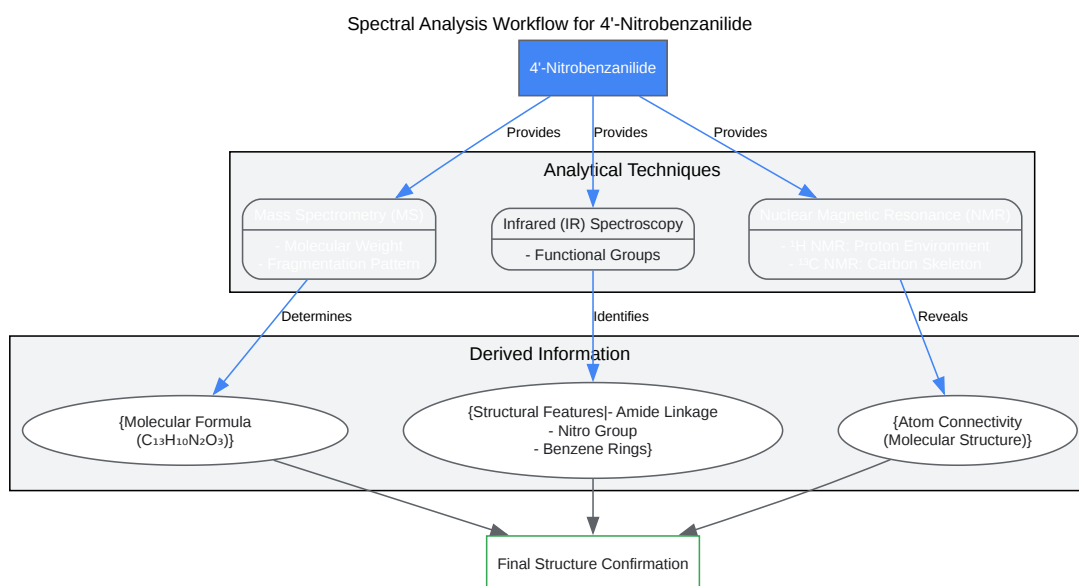 Spectral Analysis Workflow for 4'-Nitrobenzanilide
4'-Nitrobenzanilide
Provides
Provides
Provides
Analytical Techniques
Mass Spectrometry (MS)
- Molecular Weight
- Fragmentation Pattern
Infrared (IR) Spectroscopy
- Functional Groups
Nuclear Magnetic Resonance (NMR)
- ¹H NMR: Proton Environment
- ¹³C NMR: Carbon Skeleton
Determines
Identifies
Reveals
Derived Information
{Molecular Formula
(C₁₃H₁₀N₂O₃)}
{Structural Features|- Amide Linkage
- Nitro Group
- Benzene Rings}
{Atom Connectivity
(Molecular Structure)}
Final Structure Confirmation